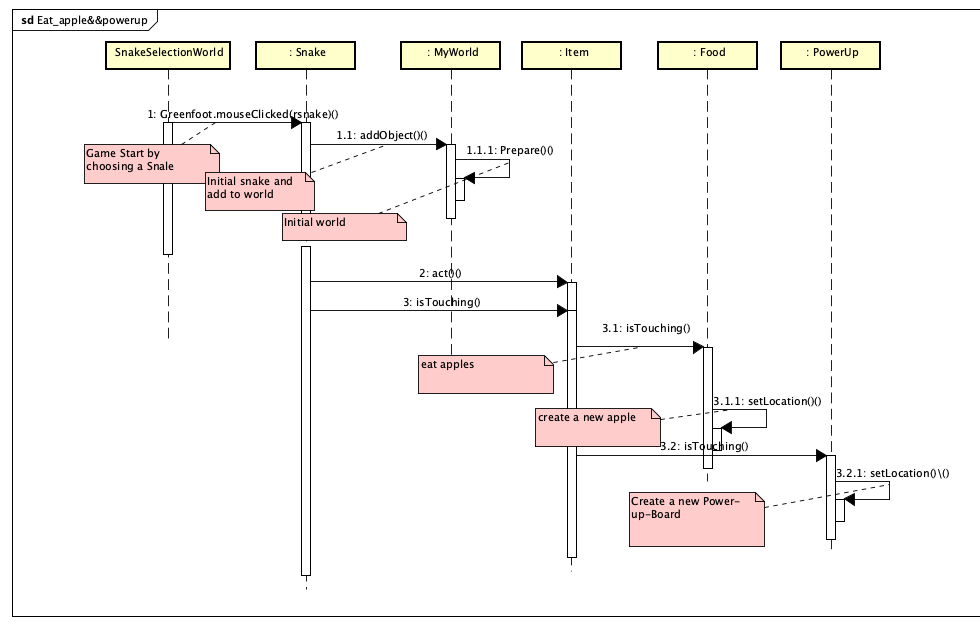 sd Eat_apple&&powerup
SnakeSelectionWorld
: Snake
: MyWorld
: Item
: Food
: PowerUp
1: Greenfoot.mouseClicked(rsnake)()
1.1: addObject()()
1.1.1: Prepare()()
Game Start by
choosing a Snale
Initial snake and
add to world
Initial world
2: act()()
3: isTouching()
3.1: isTouching()
eat apples
3.1.1: setLocation()()
create a new apple
3.2: isTouching()
3.2.1: setLocation()\()
Create a new Power-
up-Board